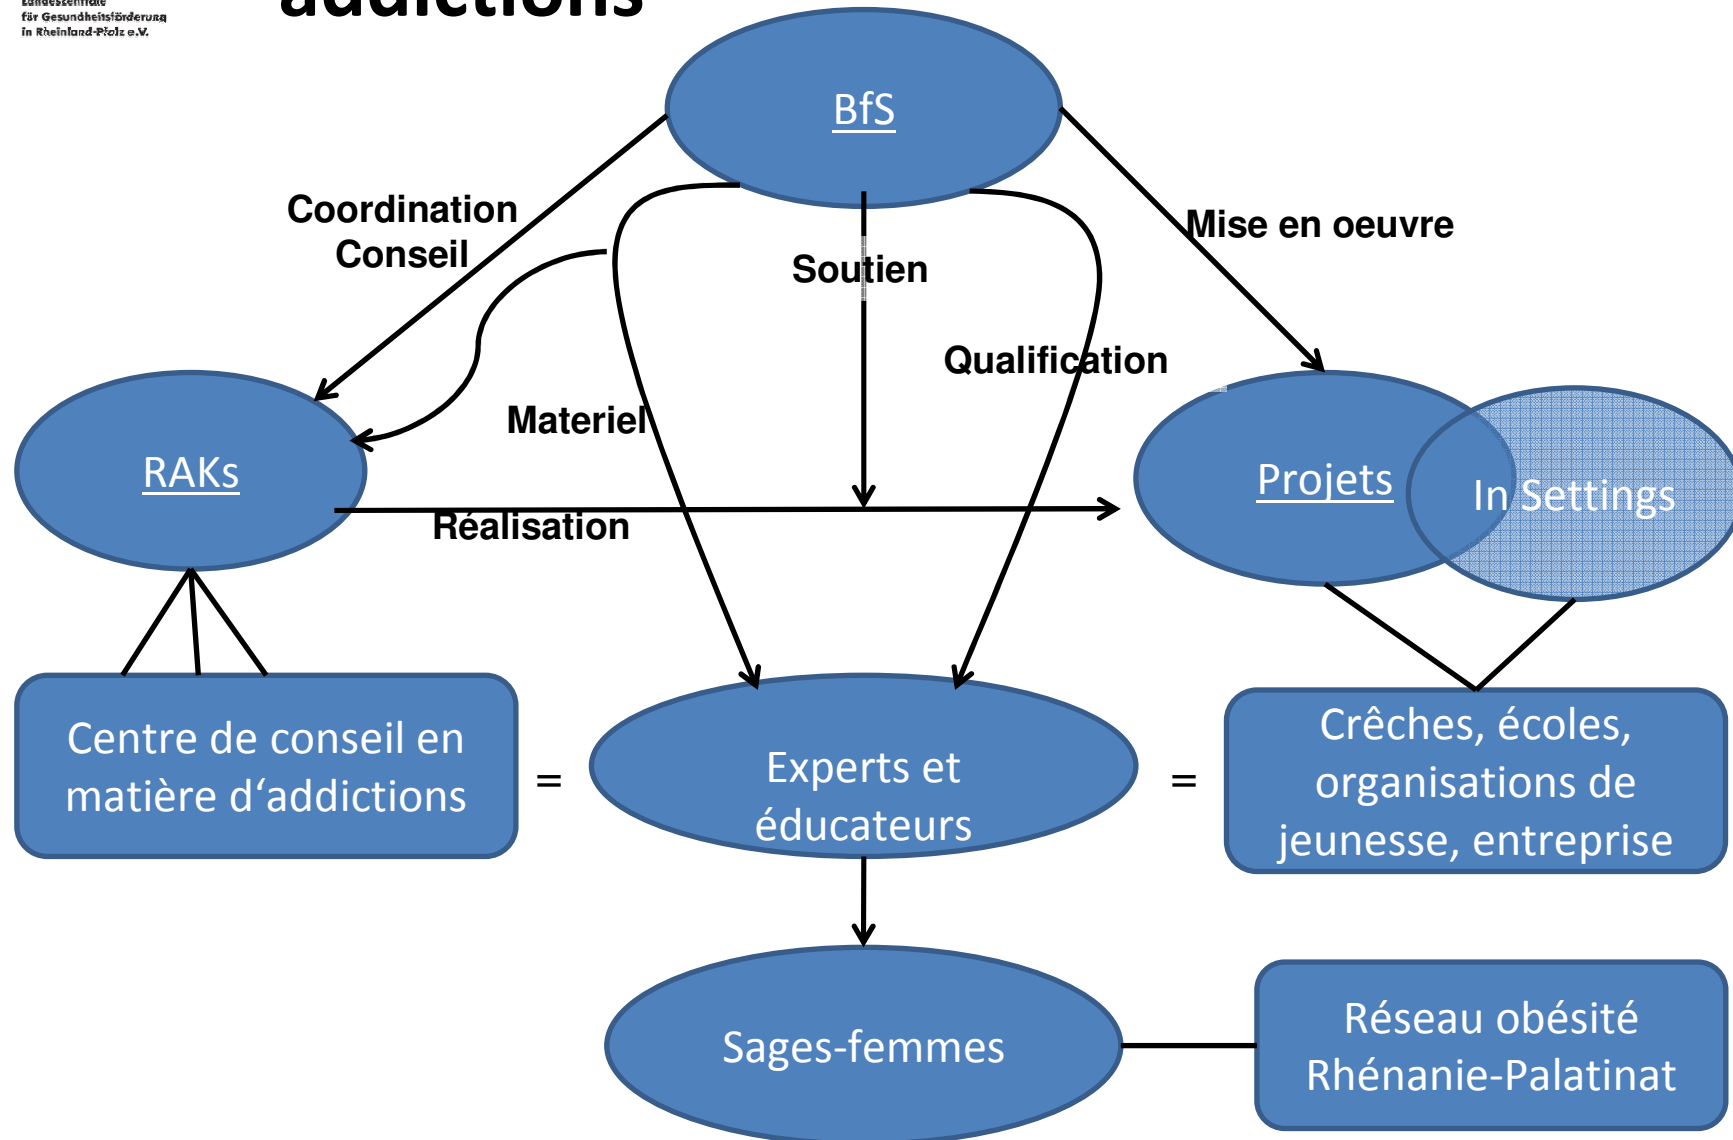 Landeszentrale
für Gesundheitsförderung
in Rheinland-Pfalz e.V.
addictions
BfS
Coordination
Conseil
Soutien
Mise en oeuvre
Qualification
Materiel
RAKs
Projets
In Settings
Réalisation
Centre de conseil en
matière d‘addictions
=
Experts et
éducateurs
=
Crêches, écoles,
organisations de
jeunesse, entreprise
Sages-femmes
Réseau obésité
Rhénanie-Palatinat